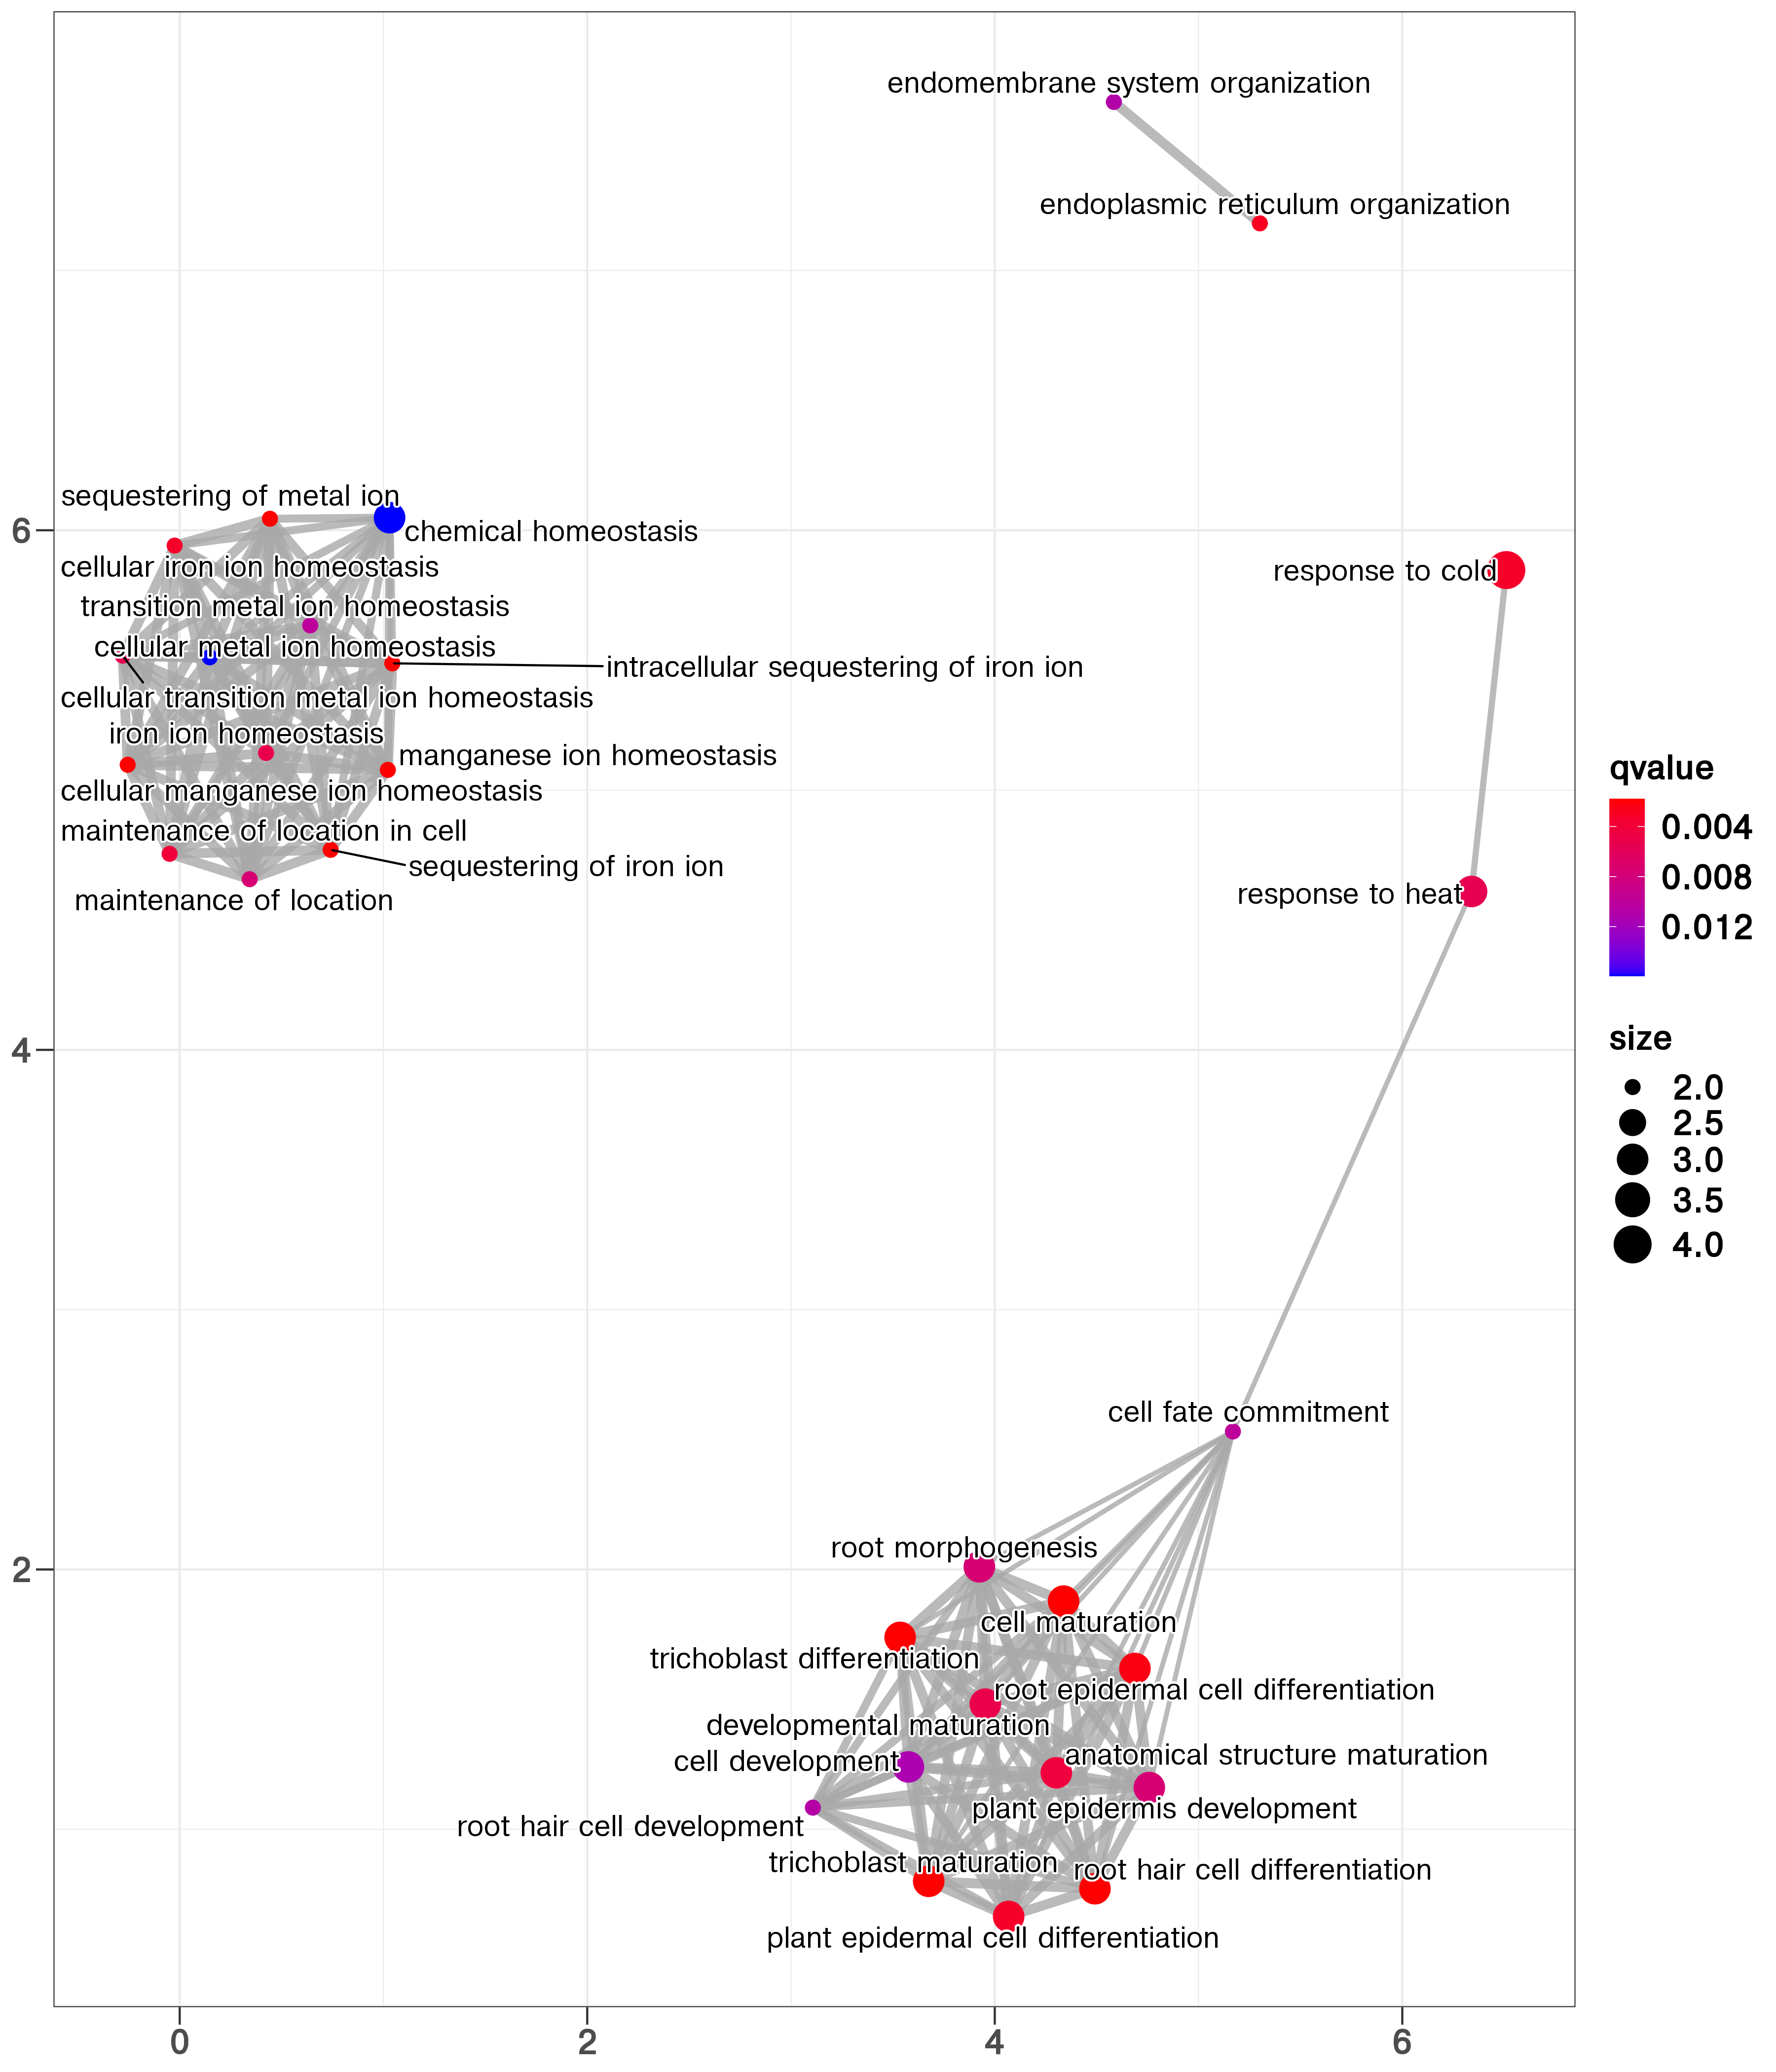 endomembrane system organization
endoplasmic reticulum organization
sequestering of metal ion
chemical homeostasis
cellular iron ion homeostasis
transition metal ion homeostasis
cellular metal ion homeostasis
intracellular sequestering of iron ion
cellular transition metal ion homeostasis
iron ion homeostasis
manganese ion homeostasis
cellular manganese ion homeostasis
maintenance of location in cell
sequestering of iron ion
maintenance of location
response to cold
response to heat
cell fate commitment
root morphogenesis
cell maturation
trichoblast differentiation
root epidermal cell differentiation
developmental maturation
cell development
anatomical structure maturation
plant epidermis development
root hair cell development
trichoblast maturation
root hair cell differentiation
plant epidermal cell differentiation
6
4
2
0
2
4
6
qvalue
0.004
0.008
0.012
size
2.0
2.5
3.0
3.5
4.0